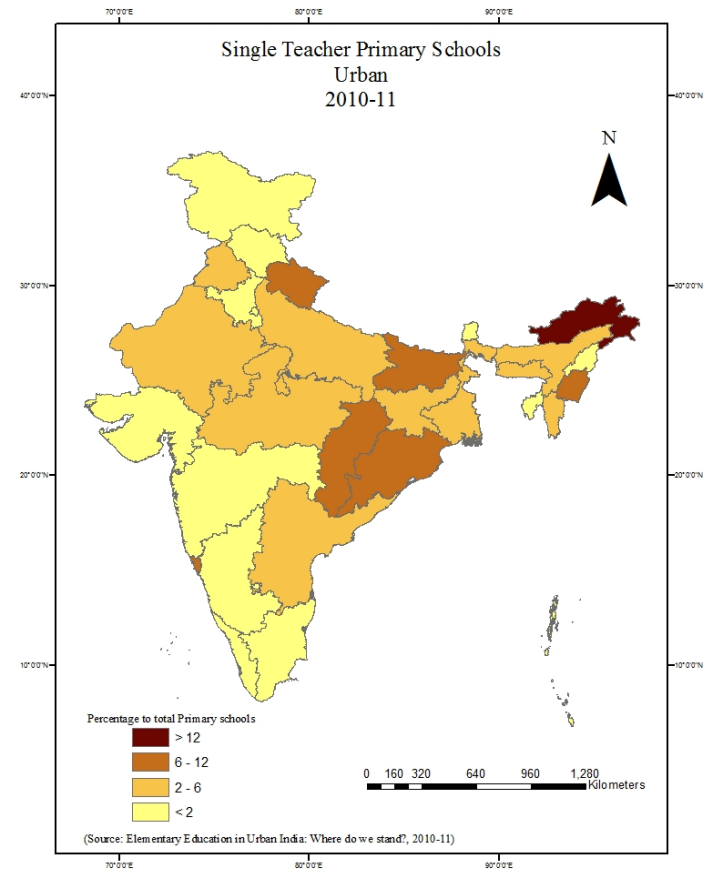 70°0'0"E 80°0'0"E 90°0'0"E
Single Teacher Primary Schools
Urban
2010-11
40°0'0"N 40°0'0"N
N
30°0'0"N 30°0'0"N
20°0'0"N 20°0'0"N
10°0'0"N 10°0'0"N
Percentage to total Primary schools
> 12
6 - 12
2 - 6
< 2
0 160 320 640 960 1,280
Kilometers
(Source: Elementary Education in Urban India: Where do we stand?, 2010-11)
70°0'0"E 80°0'0"E 90°0'0"E